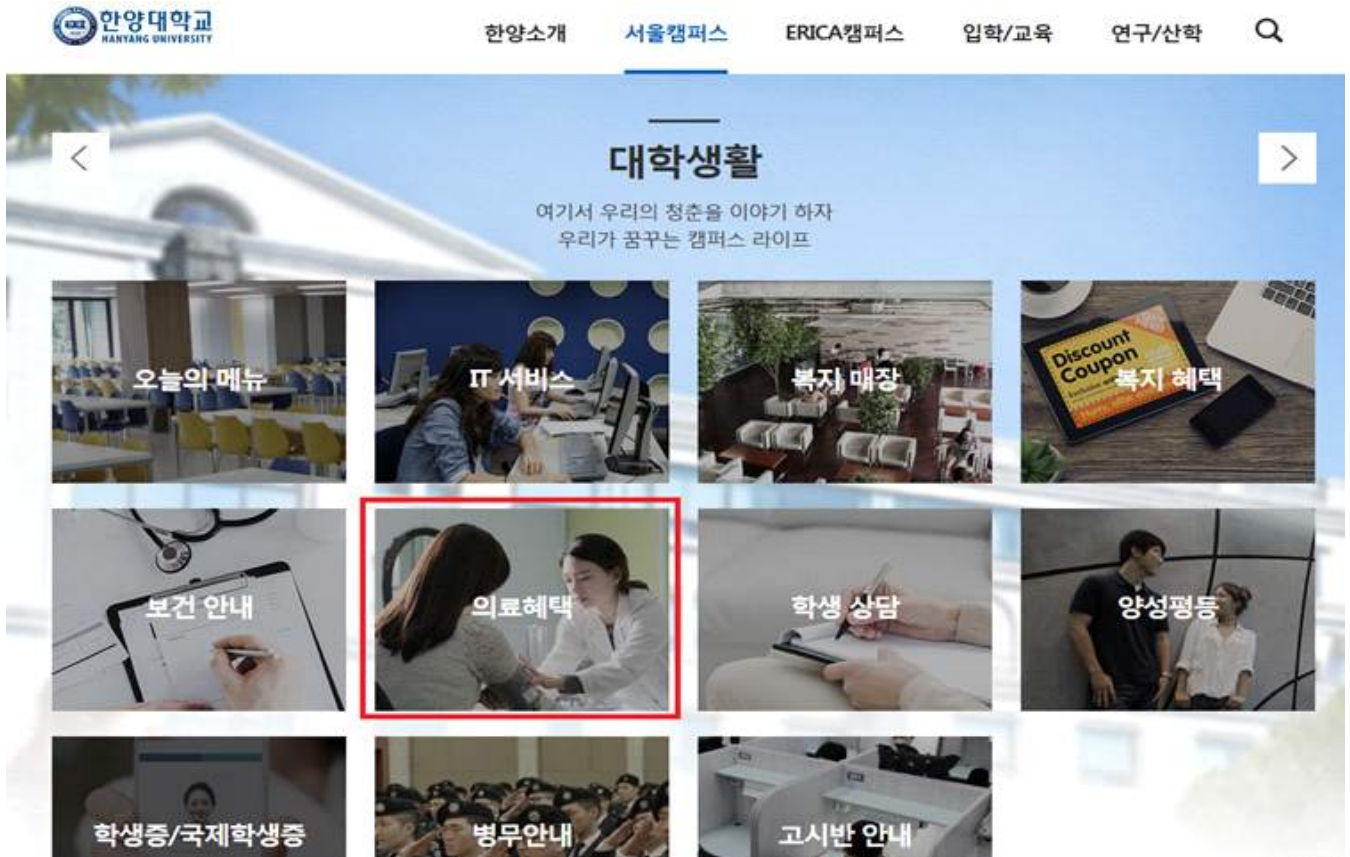 한양대학교
HANYANG UNIVERSITY
한양소개 서울캠퍼스 ERICA캠퍼스 입학/교육 연구/산학
대학생활
여기서 우리의 청춘을 이야기 하자
우리가 꿈꾸는 캠퍼스 라이프
오늘의 메뉴
IT 서비스
복지 매장
Discount
Coupon
복지 혜택
보건 안내
의료혜택
학생 상담
양성평등
학생증/국제학생증
병무안내
고시반 안내